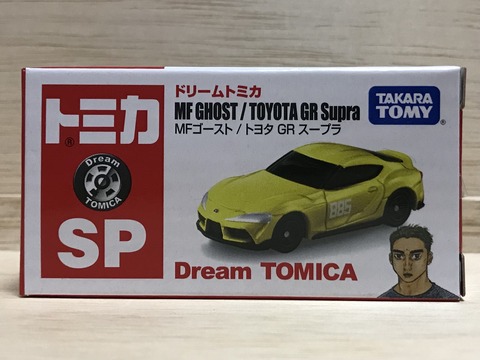 トミカ
®
Dream
TOMICA
SP
ドリームトミカ
MF GHOST / TOYOTA GR Supra
MFゴースト / トヨタ GR スープラ
TAKARA
TOMY
885
Dream TOMICA